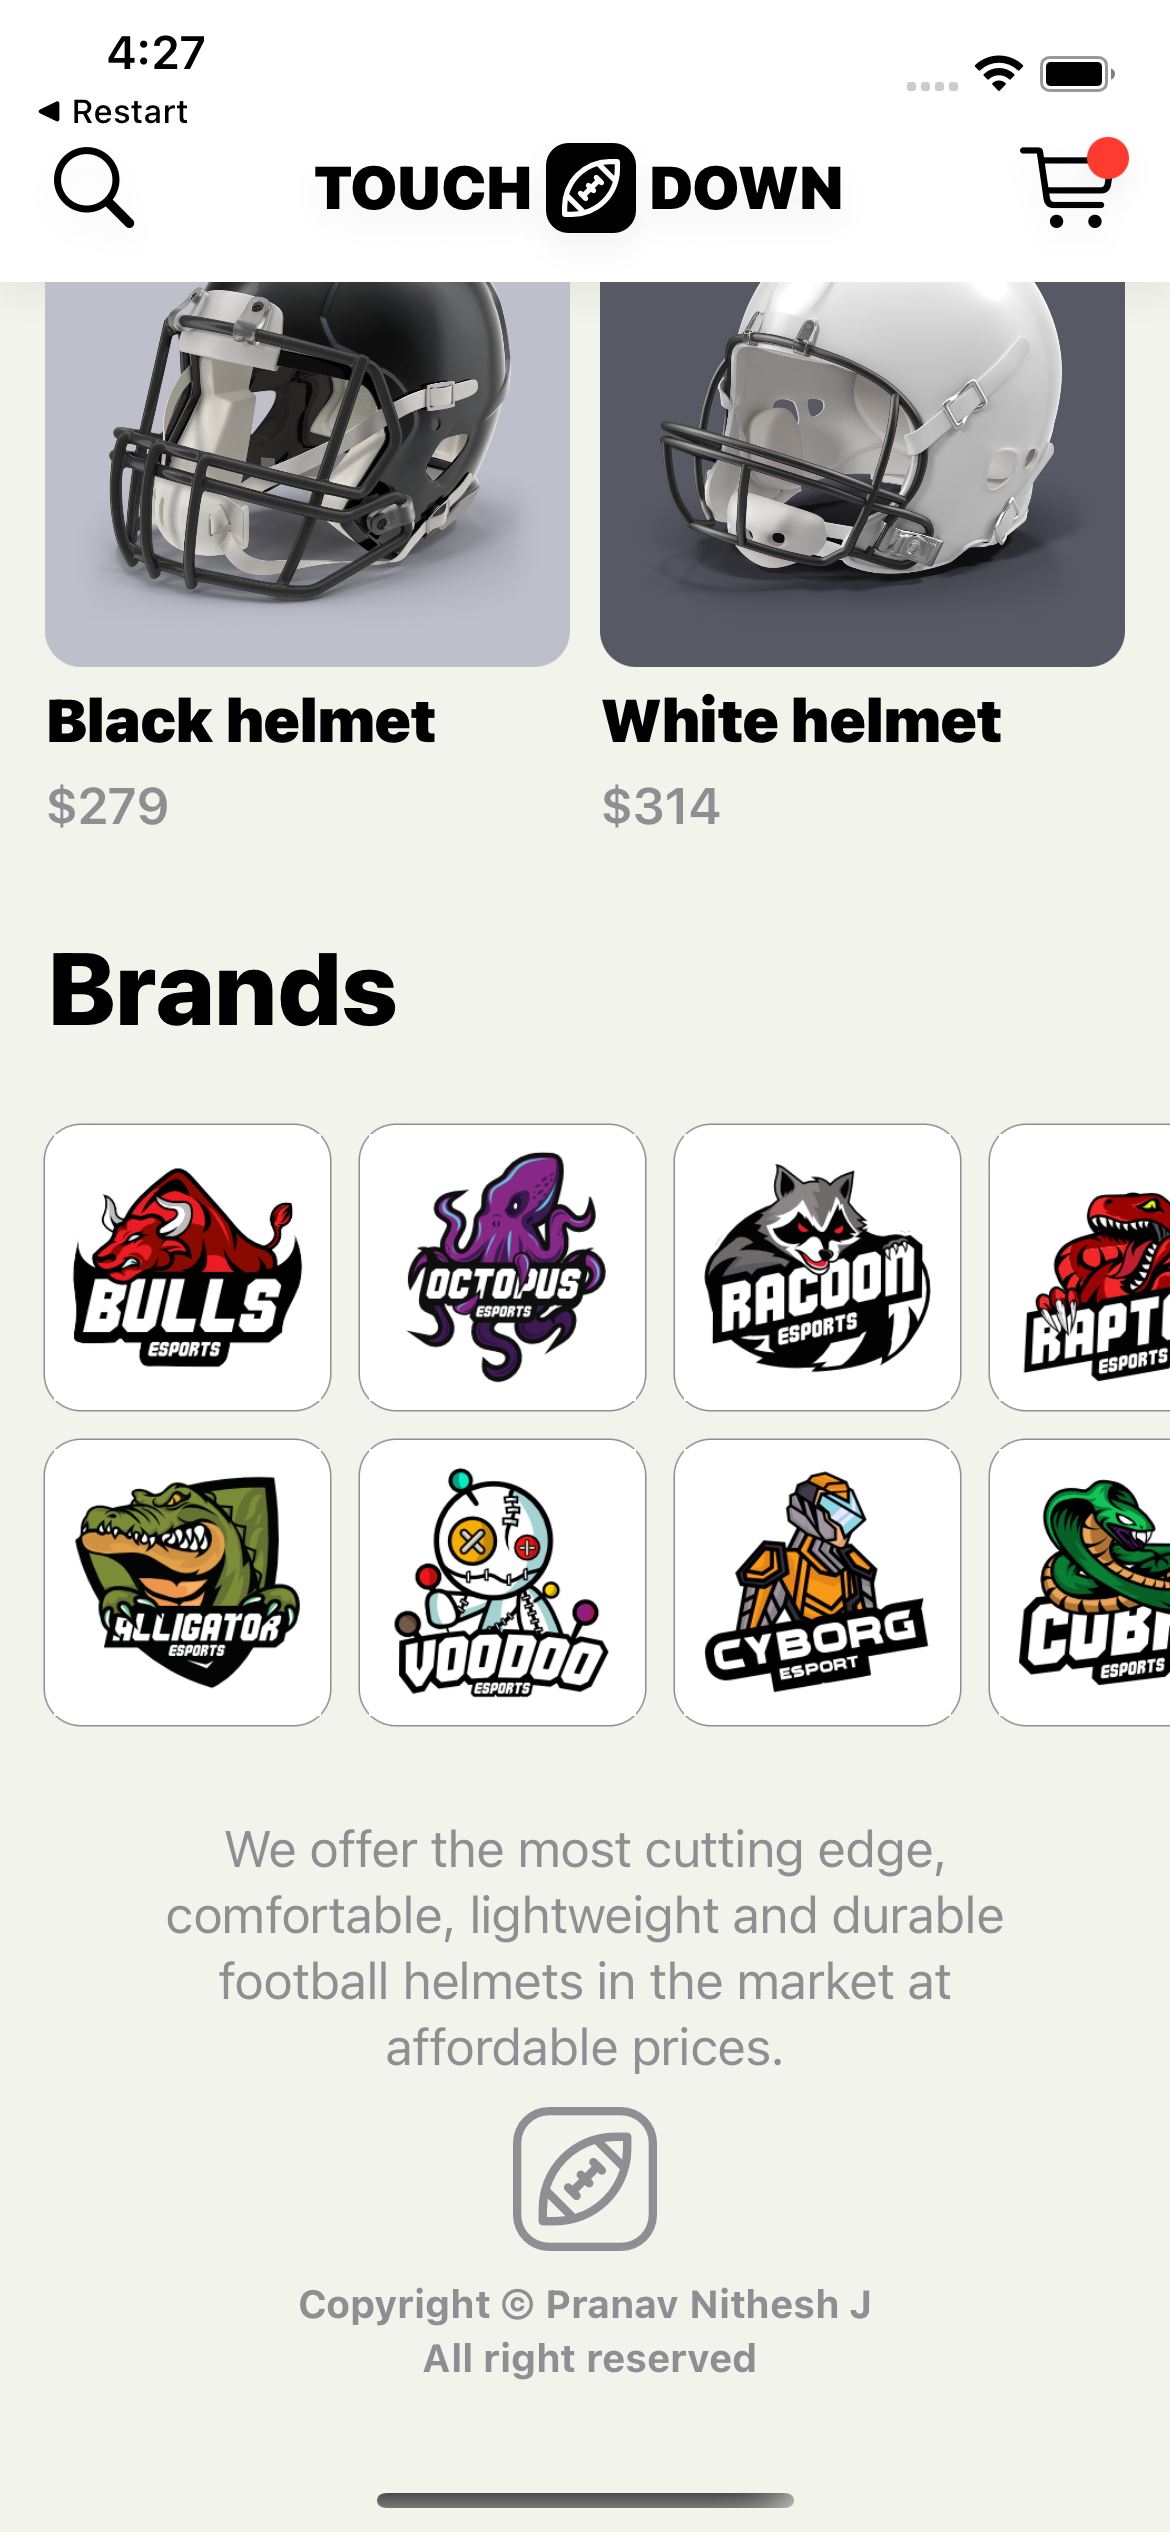 4:27
◀ Restart
TOUCH DOWN
Black helmet
White helmet
$279
$314
Brands
BULLS
ESPORTS
OCTOPUS
ESPORTS
RACOON
ESPORTS
RAPTO
ESPORTS
ALLIGATOR
ESPORTS
VOODOO
ESPORTS
CYBORG
ESPORT
CUBR
ESPORTS
We offer the most cutting edge,
comfortable, lightweight and durable
football helmets in the market at
affordable prices.
Copyright © Pranav Nithesh J
All right reserved